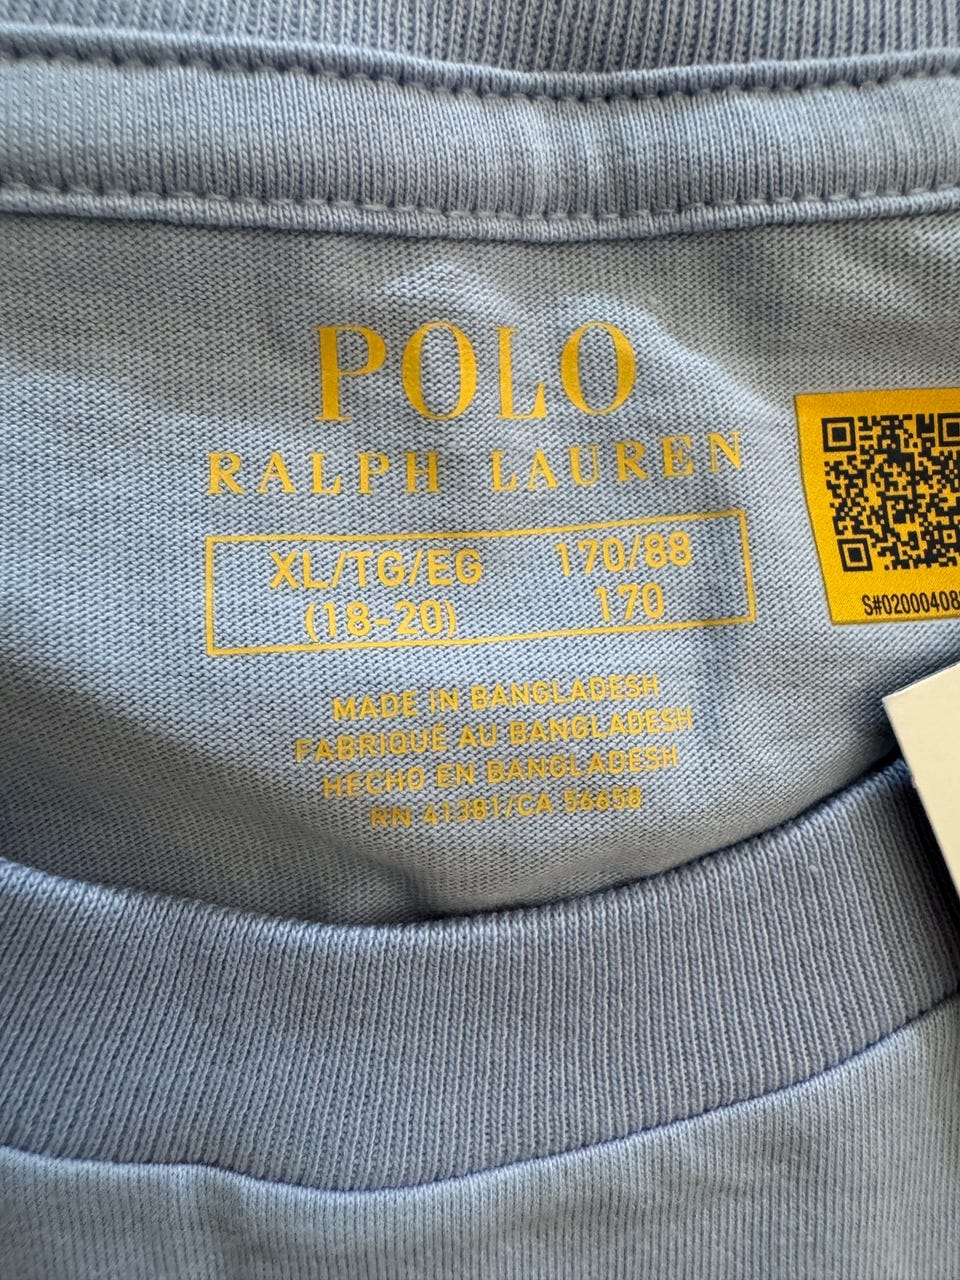 POLO
RALPH LAUREN
XL/TG/EG 170/88
(18-20) 170
MADE IN BANGLADESH
FABRIQUÉ AU BANGLADESH
HECHO EN BANGLADESH
RN 41381/CA 56658